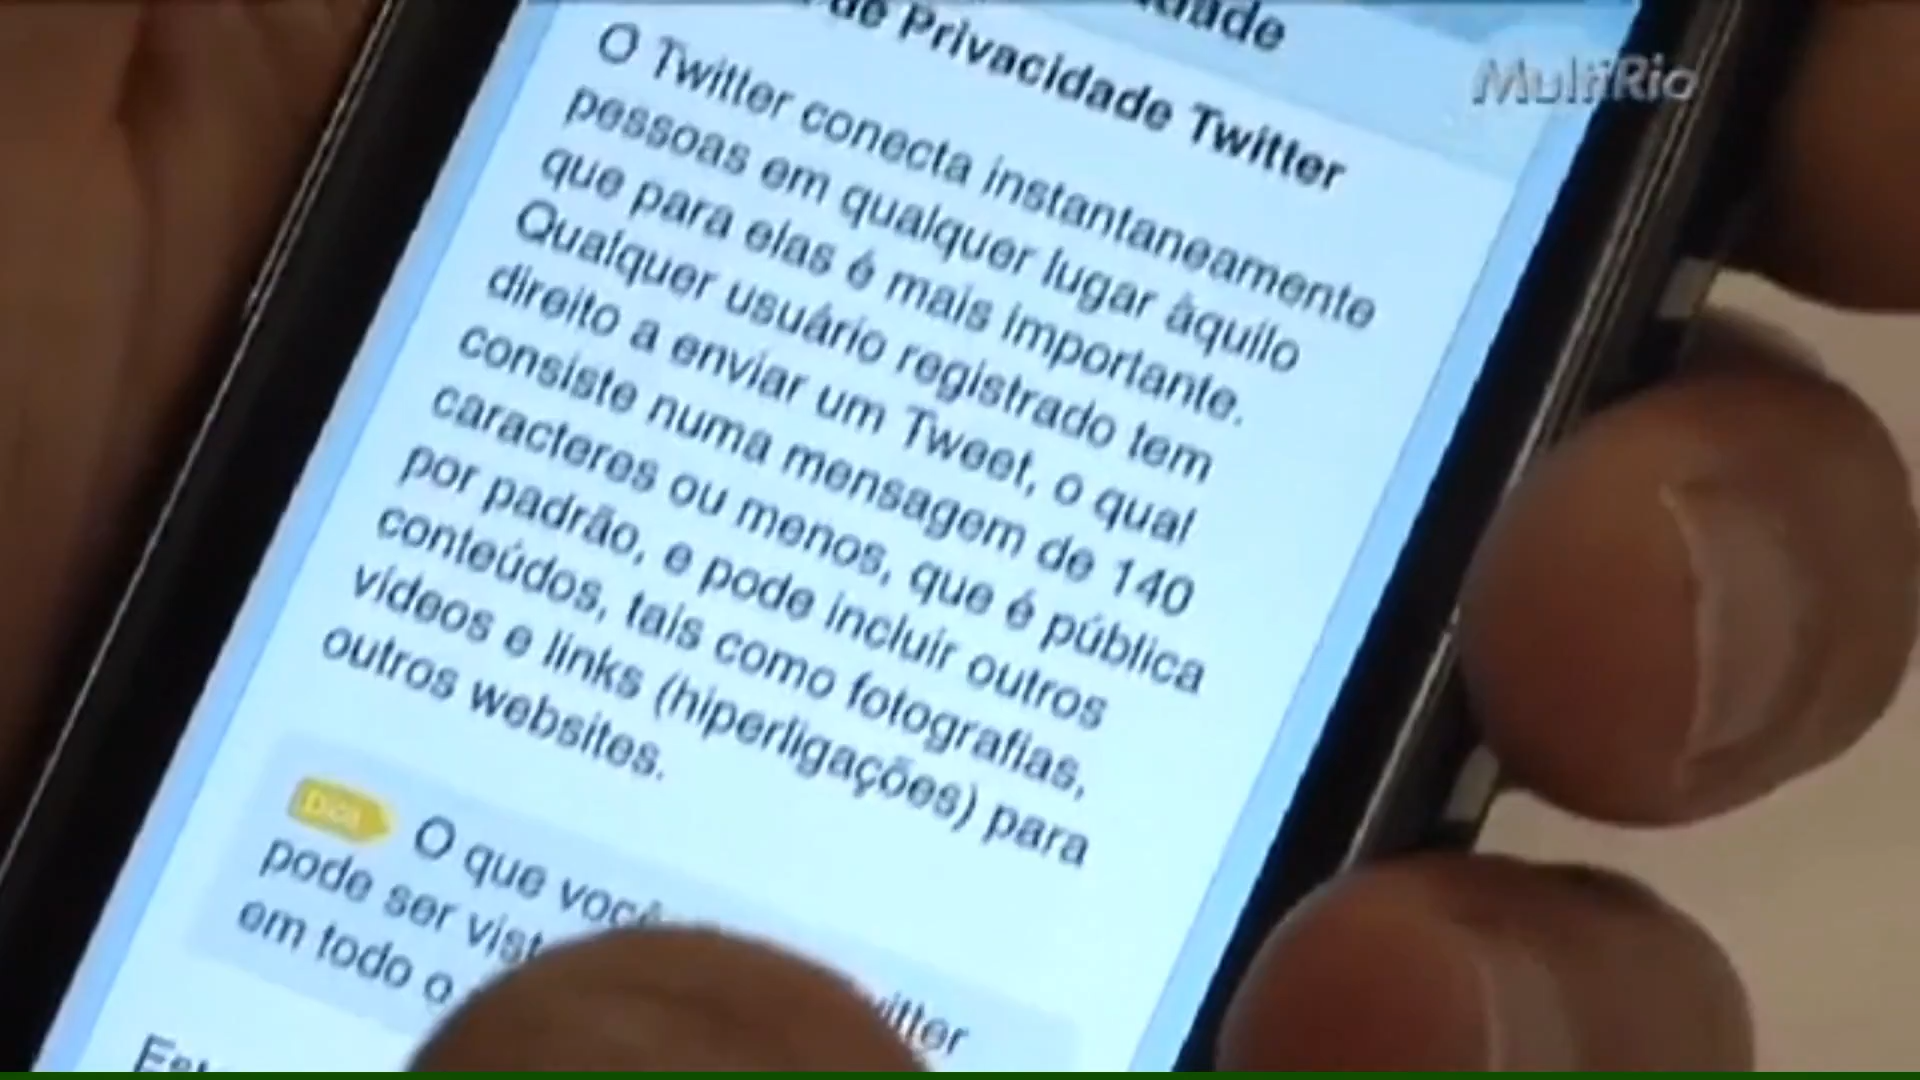 de Privacidade Twitter
MultiRio
O Twitter conecta instantaneamente
pessoas em qualquer lugar àquilo
que para elas é mais importante.
Qualquer usuário registrado tem
direito a enviar um Tweet, o qual
consiste numa mensagem de 140
caracteres ou menos, que é pública
por padrão, e pode incluir outros
conteúdos, tais como fotografias,
vídeos e links (hiperligações) para
outros websites.
Dica O que você
pode ser
em todo o